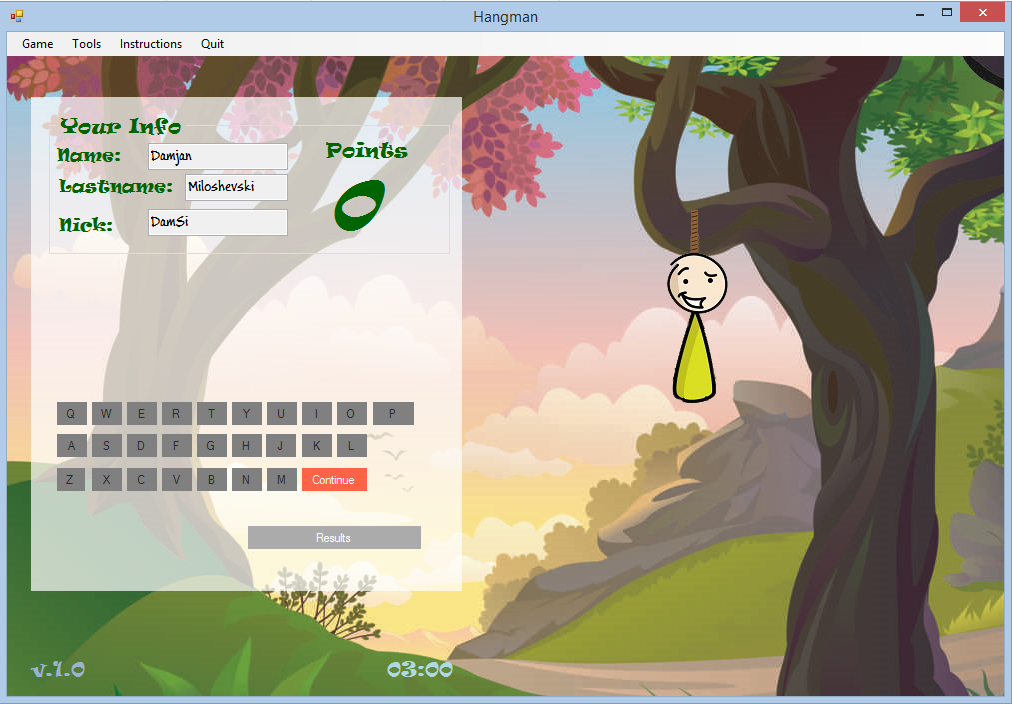 Hangman
Game Tools Instructions Quit
Your Info
Name: Damjan
Points
Lastname: Miloshevski
0
Nick: DamSi
Q W E R T Y U I O P
A S D F G H J K L
Z X C V B N M Continue
Results
v.1.0 03:00